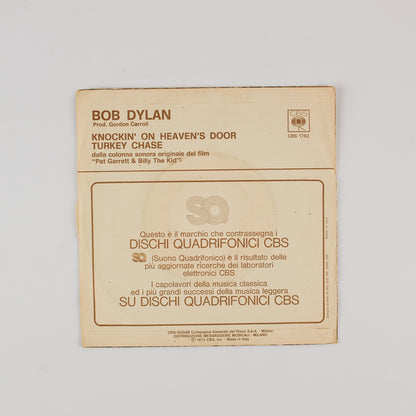 BOB DYLAN
Prod. Gordon Carroll
CBS
CBS 1762
KNOCKIN' ON HEAVEN'S DOOR
TURKEY CHASE
dalla colonna sonora originale del film
"Pat Garrett & Billy The Kid"
SQ
Questo è il marchio che contrassegna i
DISCHI QUADRIFONICI CBS
SQ (Suono Quadrifonico) è il risultato delle
più aggiornate ricerche dei laboratori
elettronici CBS
I capolavori della musica classica
ed i più grandi successi della musica leggera
SU DISCHI QUADRIFONICI CBS
CBS-SUGAR Compagnia Generale del Disco S.p.A. - Milano
DISTRIBUZIONE MESSAGGERIE MUSICALI - MILANO
Ⓟ 1973 CBS, Inc. - Made in Italy